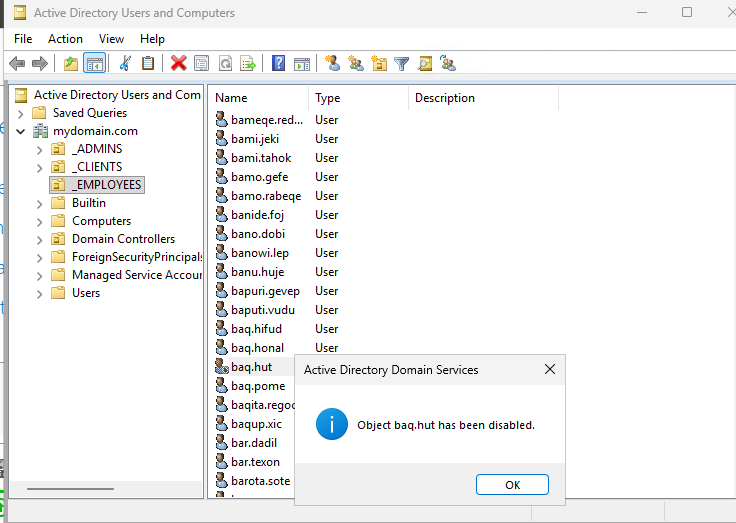 Active Directory Users and Computers
File Action View Help
Active Directory Users and Com
Saved Queries
mydomain.com
_ADMINS
_CLIENTS
_EMPLOYEES
Builtin
Computers
Domain Controllers
ForeignSecurityPrincipals
Managed Service Accour
Users
Name Type Description
bameqe.red... User
bami.jeki User
bami.tahok User
bamo.gefe User
bamo.rabeqe User
banide.foj User
bano.dobi User
banowi.lep User
banu.huje User
bapuri.gevep User
baputi.vudu User
baq.hifud User
baq.honal User
baq.hut
baq.pome
baqita.regoc
baqup.xic
bar.dadil
bar.texon
barota.sote
Active Directory Domain Services
Object baq.hut has been disabled.
OK